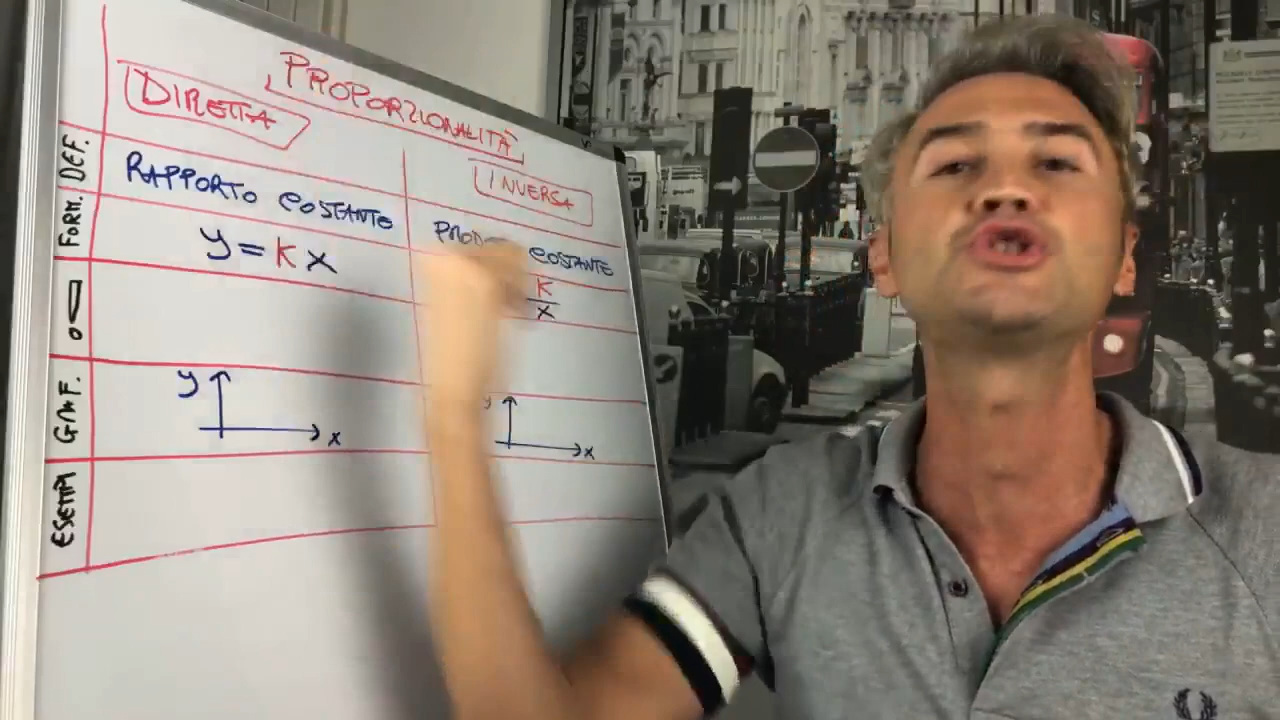 PROPORZIONALITÀ
DIRETTA
INVERSA
DEF.
RAPPORTO COSTANTE
COSTANTE
FORM.
y = K x
K
x
GRAF.
y
x
y
x
ESEMPI